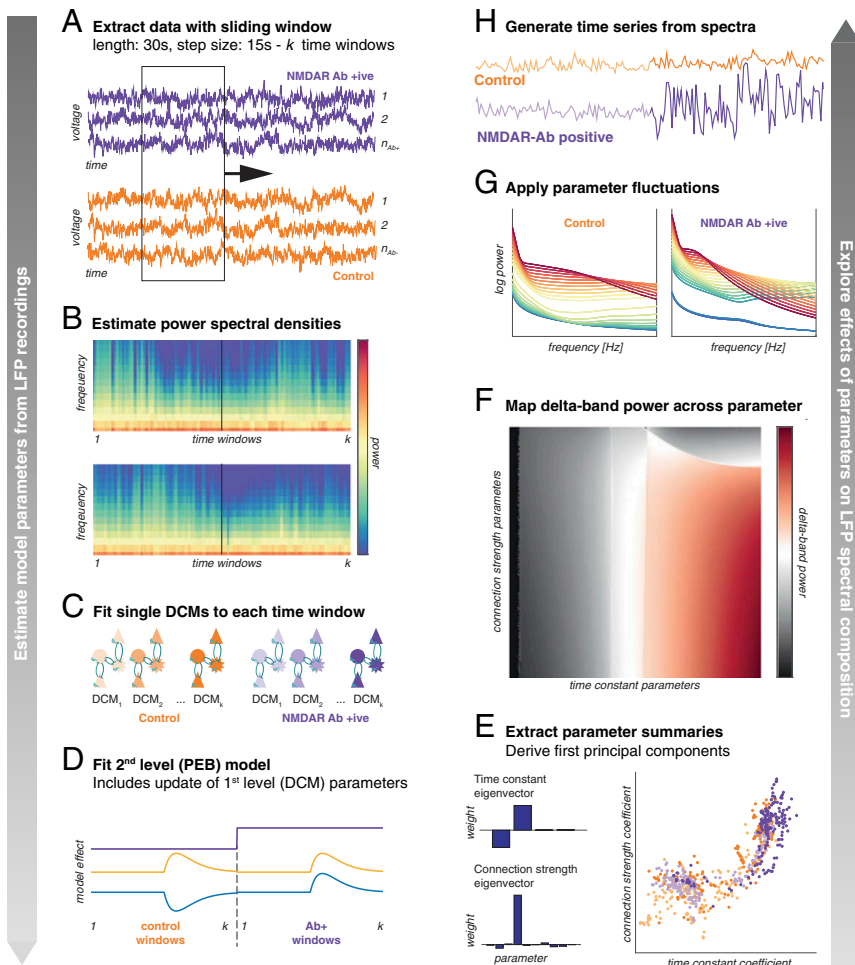 Estimate model parameters from LFP recordings
A Extract data with sliding window
length: 30s, step size: 15s - k time windows
NMDAR Ab +ive
voltage
1
2
nAb+
time
voltage
1
2
nAb-
time
Control
B Estimate power spectral densities
freqeuency
1 time windows k
freqeuency
1 time windows k
power
C Fit single DCMs to each time window
DCM1 DCM2 ... DCMk DCM1 DCM2 ... DCMk
Control NMDAR Ab +ive
D Fit 2nd level (PEB) model
Includes update of 1st level (DCM) parameters
model effect
1 control windows k 1 Ab+ windows k
H Generate time series from spectra
Control
NMDAR-Ab positive
G Apply parameter fluctuations
Control NMDAR Ab +ive
log power
frequency [Hz] frequency [Hz]
F Map delta-band power across parameter
connection strength parameters
time constant parameters
delta-band power
E Extract parameter summaries
Derive first principal components
Time constant
eigenvector
weight
Connection strength
eigenvector
weight
parameter
connection strength coefficient
time constant coefficient
Explore effects of parameters on LFP spectral composition